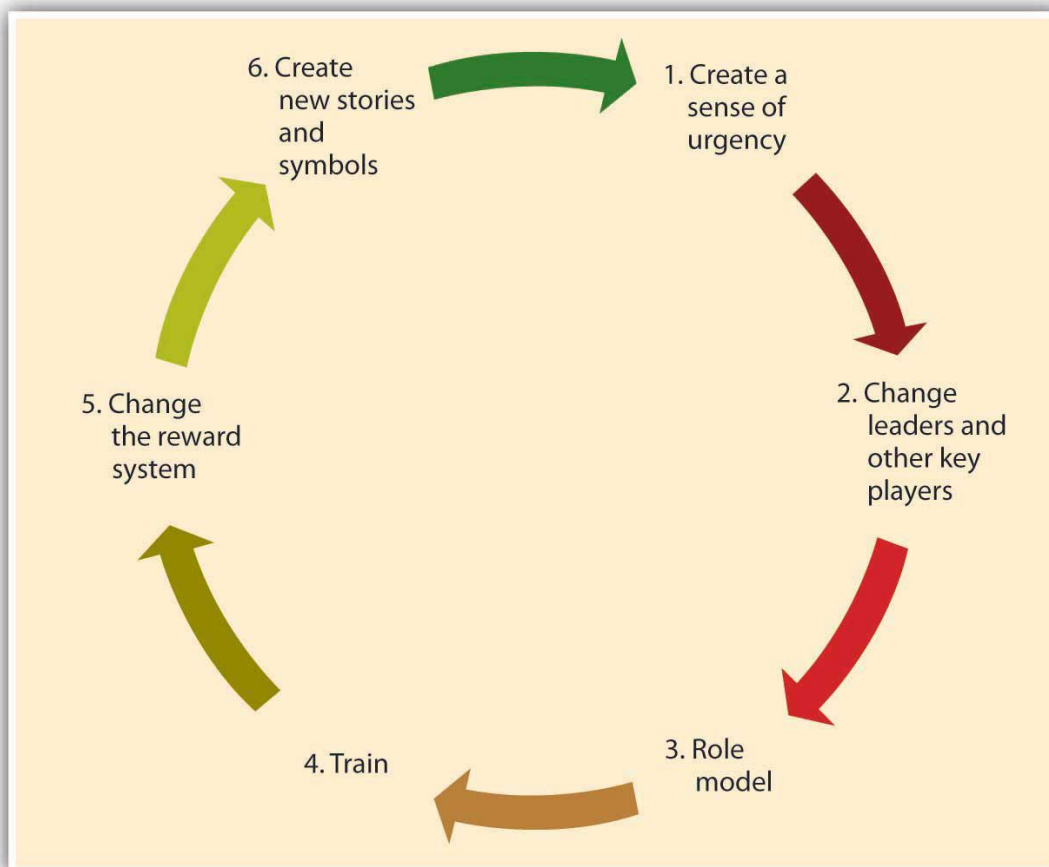 1. Create a
sense of
urgency
2. Change
leaders and
other key
players
3. Role
model
4. Train
5. Change
the reward
system
6. Create
new stories
and
symbols